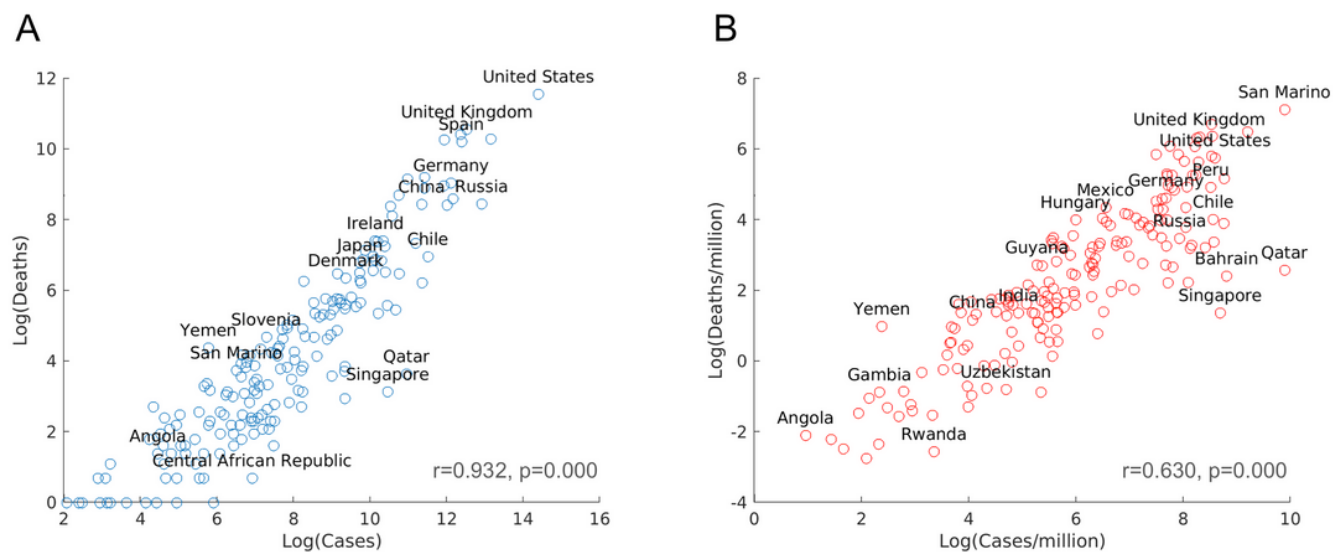 A
12
10
8
6
4
2
0
Log(Deaths)
United States
United Kingdom
Spain
Germany
China Russia
Ireland
Japan
Chile
Denmark
Slovenia
Yemen
San Marino
Qatar
Singapore
Angola
Central African Republic
r=0.932, p=0.000
2 4 6 8 10 12 14 16
Log(Cases)
B
8
6
4
2
0
-2
-4
Log(Deaths/million)
San Marino
United Kingdom
United States
Peru
Germany
Mexico
Hungary
Chile
Russia
Guyana
Bahrain
Qatar
Singapore
China
India
Yemen
Gambia
Uzbekistan
Angola
Rwanda
r=0.630, p=0.000
0 2 4 6 8 10
Log(Cases/million)